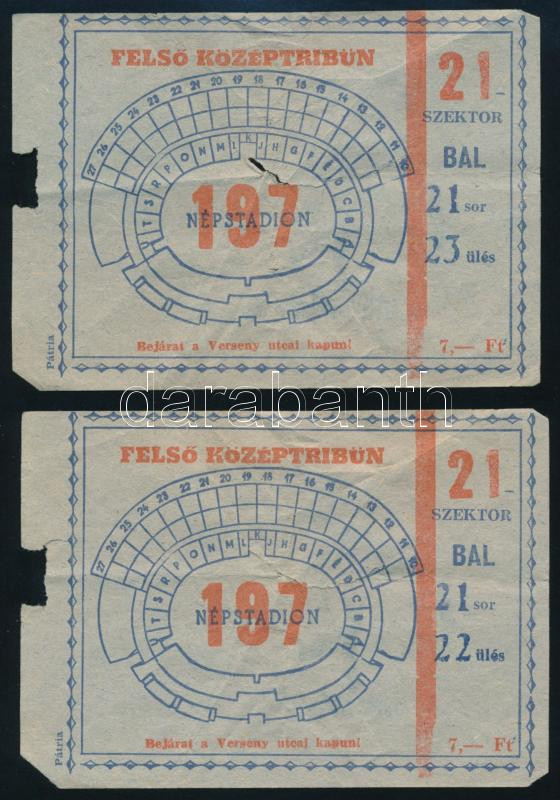 FELSŐ KÖZÉPTRIBÜN
21
SZEKTOR
BAL
21 sor
23 ülés
7,— Ft
27 26 25 24 23 22 21 20 19 18 17 16 15 14 13 12 11 10
U T S R P O N M L K J H G F É D C B A
197
NÉPSTADION
Bejárat a Verseny utcai kapun!
Pátria
darabanth
FELSŐ KÖZÉPTRIBÜN
21
SZEKTOR
BAL
21 sor
22 ülés
7,— Ft
27 26 25 24 23 22 21 20 19 18 17 16 15 14 13 12 11 10
U T S R P O N M L K J H G F É D C B A
197
NÉPSTADION
Bejárat a Verseny utcai kapun!
Pátria